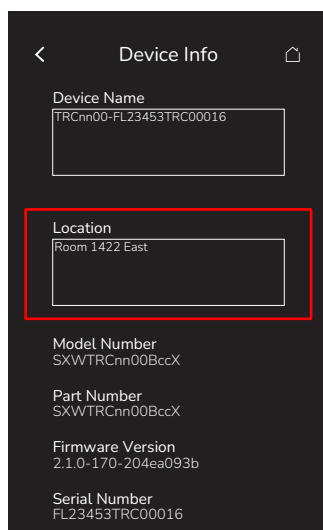 Device Info
Device Name
TRCnn00-FL23453TRC00016
Location
Room 1422 East
Model Number
SXWTRCnn00BccX
Part Number
SXWTRCnn00BccX
Firmware Version
2.1.0-170-204ea093b
Serial Number
FL23453TRC00016